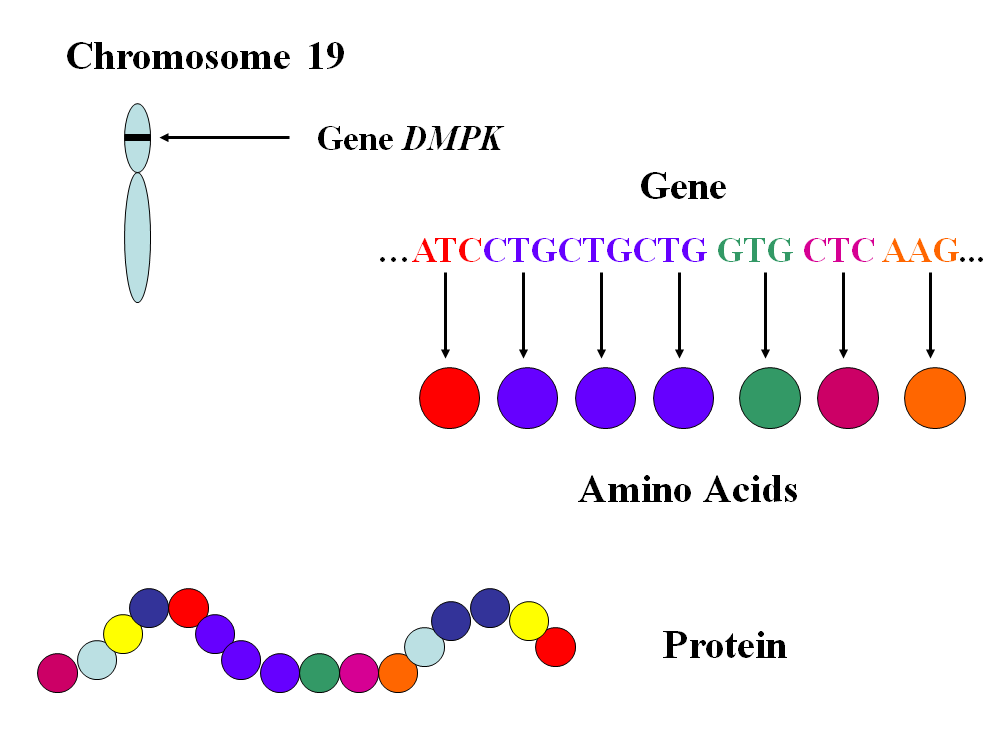 Chromosome 19
Gene DMPK
Gene
…ATCCTGCTGCTG GTG CTC AAG...
Amino Acids
Protein